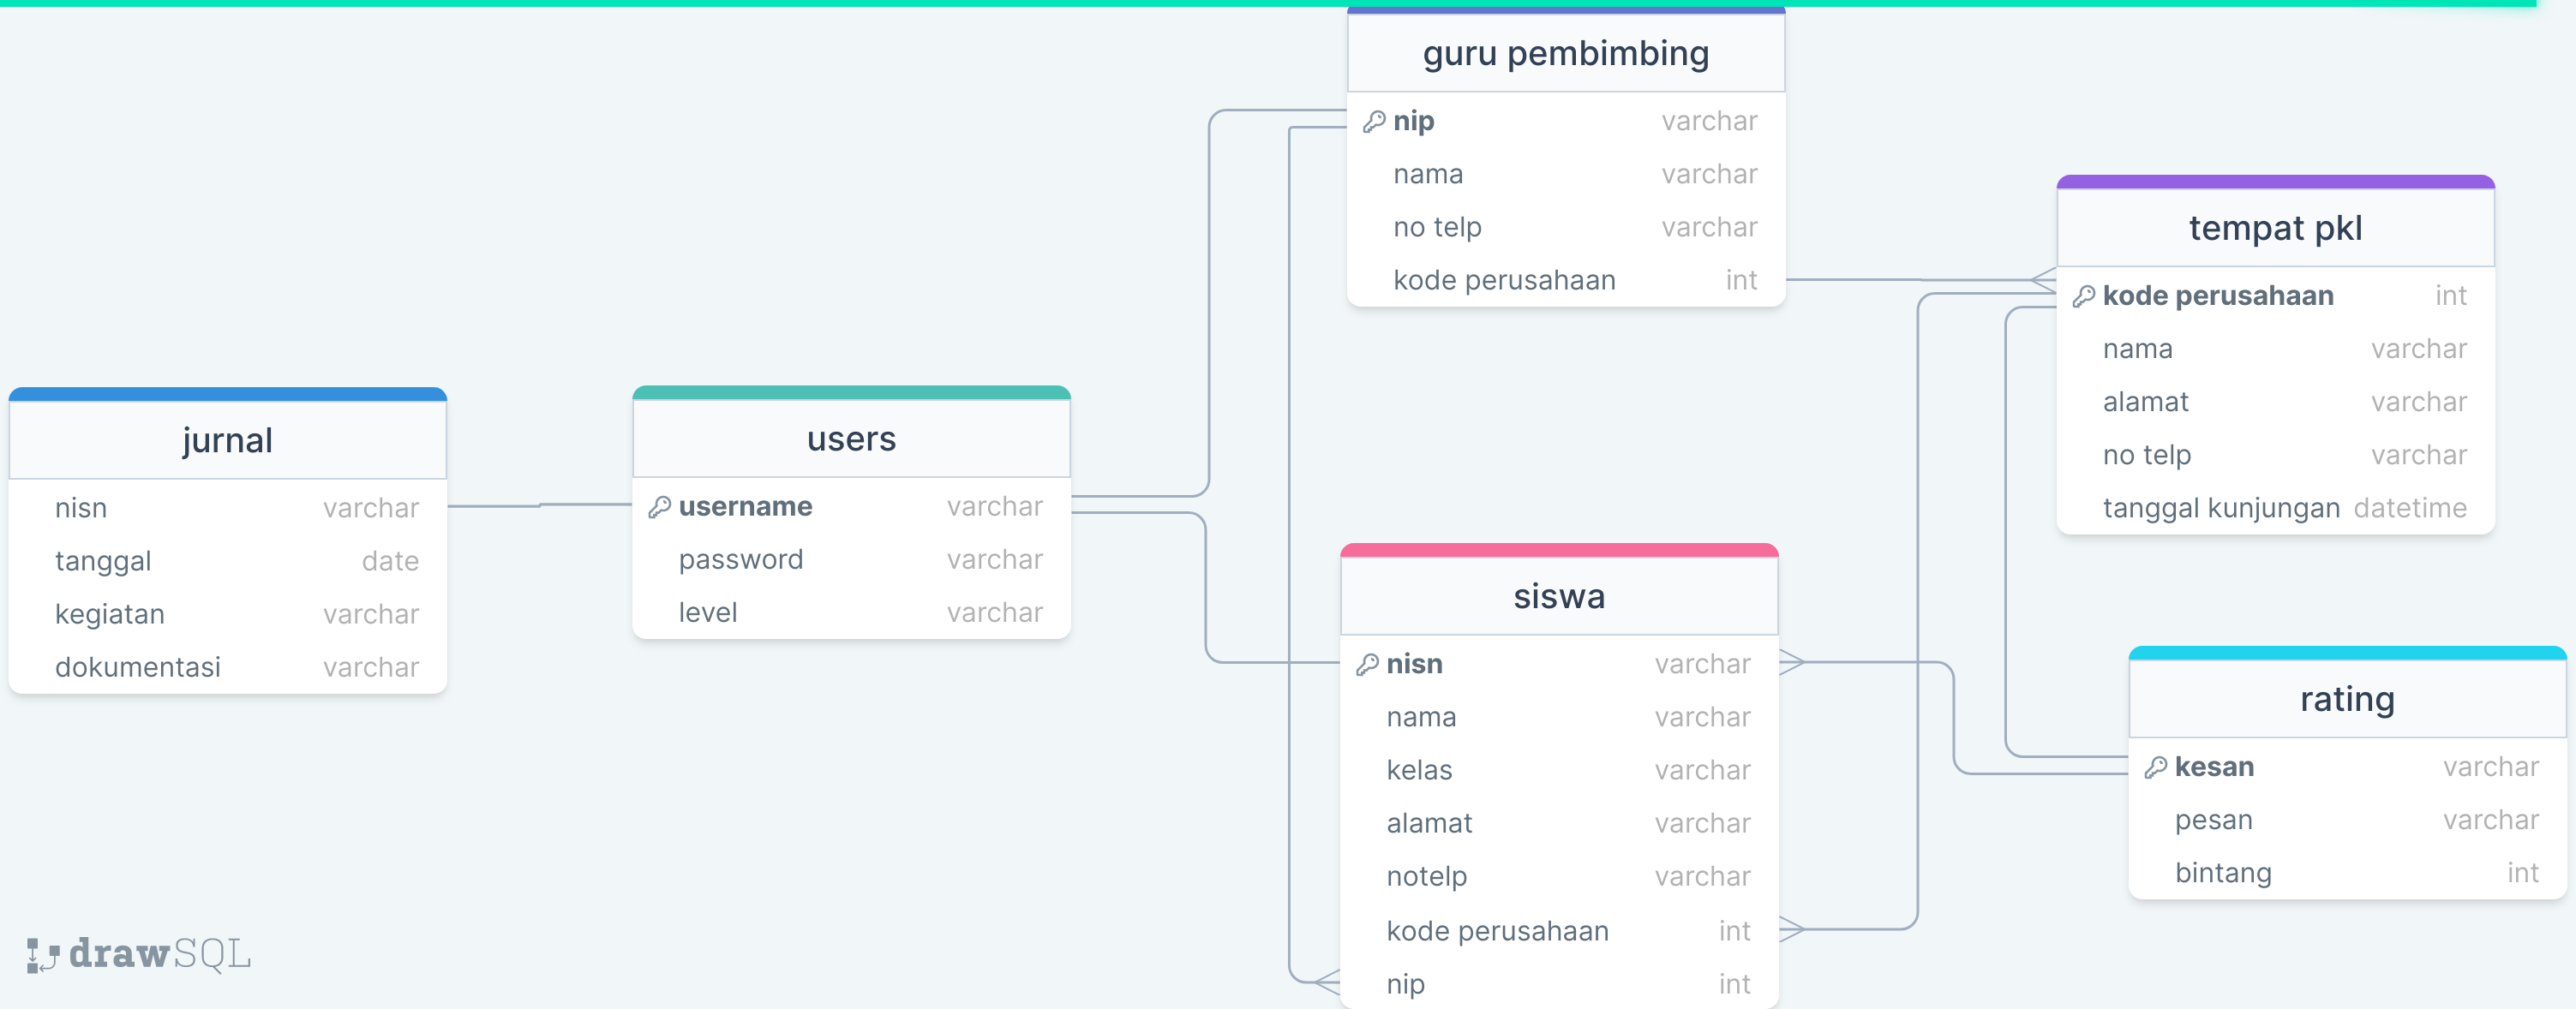 guru pembimbing
nip varchar
nama varchar
no telp varchar
kode perusahaan int
tempat pkl
kode perusahaan int
nama varchar
alamat varchar
no telp varchar
tanggal kunjungan datetime
jurnal
nisn varchar
tanggal date
kegiatan varchar
dokumentasi varchar
users
username varchar
password varchar
level varchar
siswa
nisn varchar
nama varchar
kelas varchar
alamat varchar
notelp varchar
kode perusahaan int
nip int
rating
kesan varchar
pesan varchar
bintang int
drawSQL